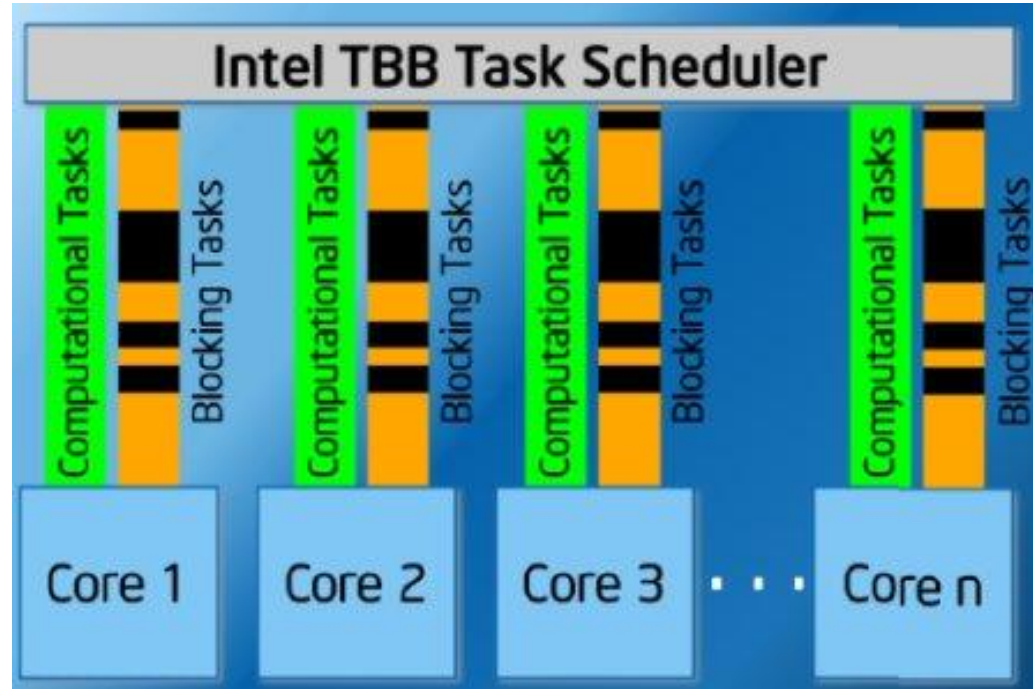 Intel TBB Task Scheduler
Computational Tasks
Blocking Tasks
Computational Tasks
Blocking Tasks
Computational Tasks
Blocking Tasks
Computational Tasks
Blocking Tasks
Core 1
Core 2
Core 3
. . .
Core n